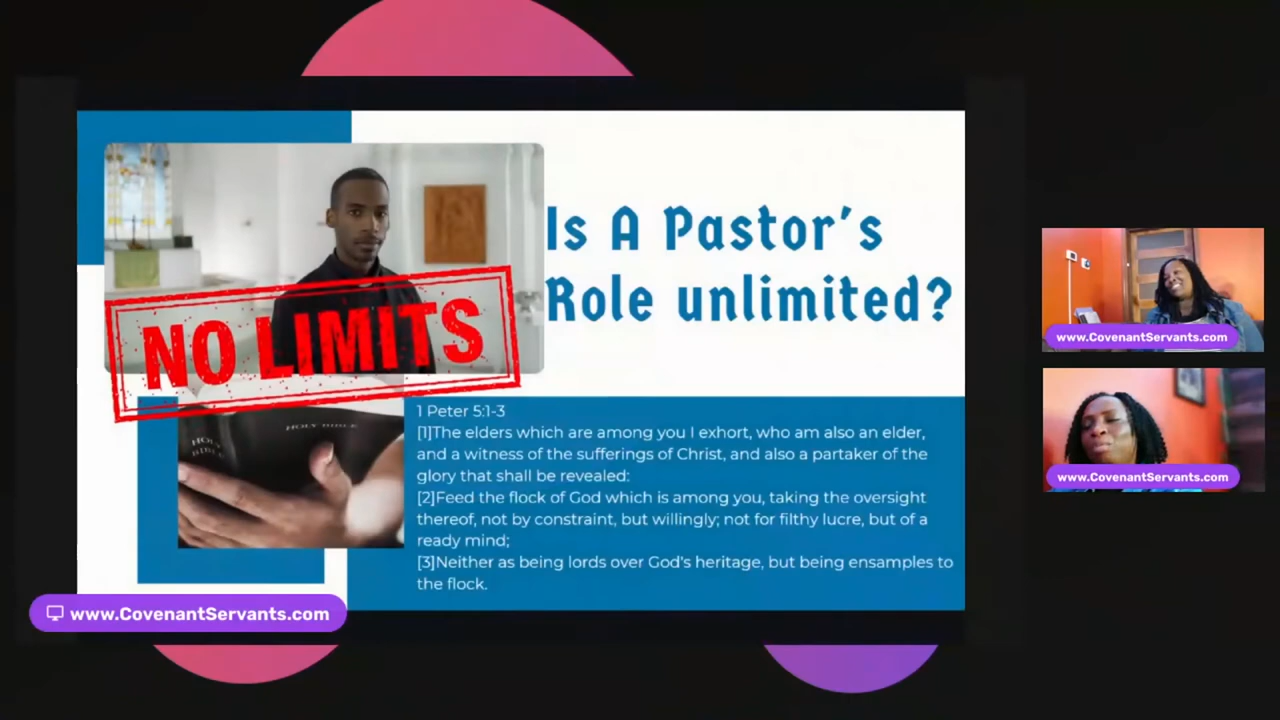 Is A Pastor's
Role unlimited?
NO LIMITS
HOLY BIBLE
HOLY
BIBLE
1 Peter 5:1-3
[1]The elders which are among you I exhort, who am also an elder,
and a witness of the sufferings of Christ, and also a partaker of the
glory that shall be revealed:
[2]Feed the flock of God which is among you, taking the oversight
thereof, not by constraint, but willingly; not for filthy lucre, but of a
ready mind;
[3]Neither as being lords over God's heritage, but being ensamples to
the flock.
www.CovenantServants.com
www.CovenantServants.com
www.CovenantServants.com